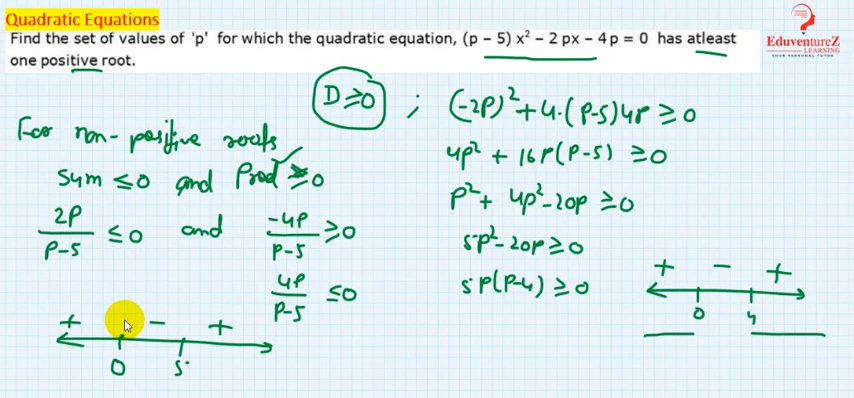 Quadratic Equations
Find the set of values of 'p' for which the quadratic equation, (p − 5) x² − 2 px − 4 p = 0 has atleast
one positive root.
EduventureZ
LEARNING
YOUR PERSONAL TUTOR
D ≥ 0 ; (-2P)² + 4·(P-5)4P ≥ 0
For non-positive roots
4P² + 16P(P-5) ≥ 0
Sum ≤ 0 and Prod ≥ 0
P² + 4P² - 20P ≥ 0
2P/P-5 ≤ 0 and -4P/P-5 ≥ 0
5P² - 20P ≥ 0
4P/P-5 ≤ 0
5P(P-4) ≥ 0
+ - +
0 4
+ - +
0 5